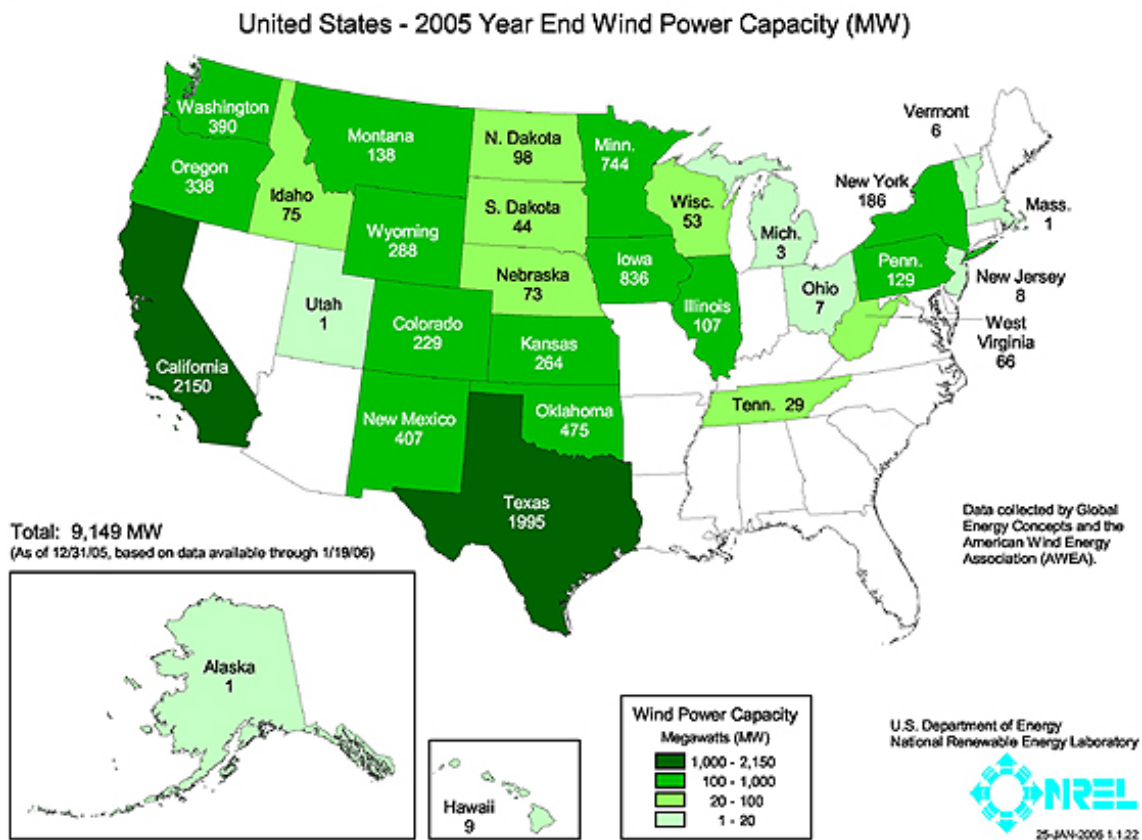 United States - 2005 Year End Wind Power Capacity (MW)
Washington
390
Oregon
338
Idaho
75
Montana
138
Wyoming
288
N. Dakota
98
S. Dakota
44
Nebraska
73
Minn.
744
Wisc.
53
Mich.
3
Iowa
836
Illinois
107
Ohio
7
Vermont
6
New York
186
Mass.
1
Penn.
129
New Jersey
8
West
Virginia
66
Utah
1
Colorado
229
Kansas
264
California
2150
New Mexico
407
Oklahoma
475
Tenn. 29
Texas
1995
Total: 9,149 MW
(As of 12/31/05, based on data available through 1/19/06)
Data collected by Global
Energy Concepts and the
American Wind Energy
Association (AWEA).
Alaska
1
Hawaii
9
Wind Power Capacity
Megawatts (MW)
1,000 - 2,150
100 - 1,000
20 - 100
1 - 20
U.S. Department of Energy
National Renewable Energy Laboratory
NREL
25-JAN-2006 1.1.22